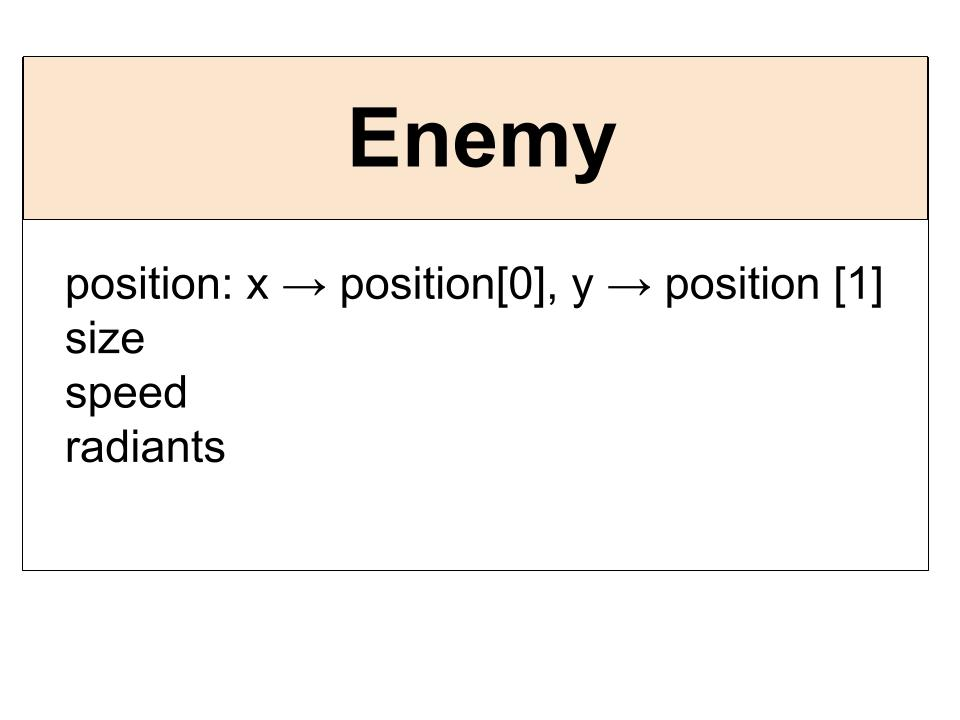 Enemy
position: x → position[0], y → position [1]
size
speed
radiants